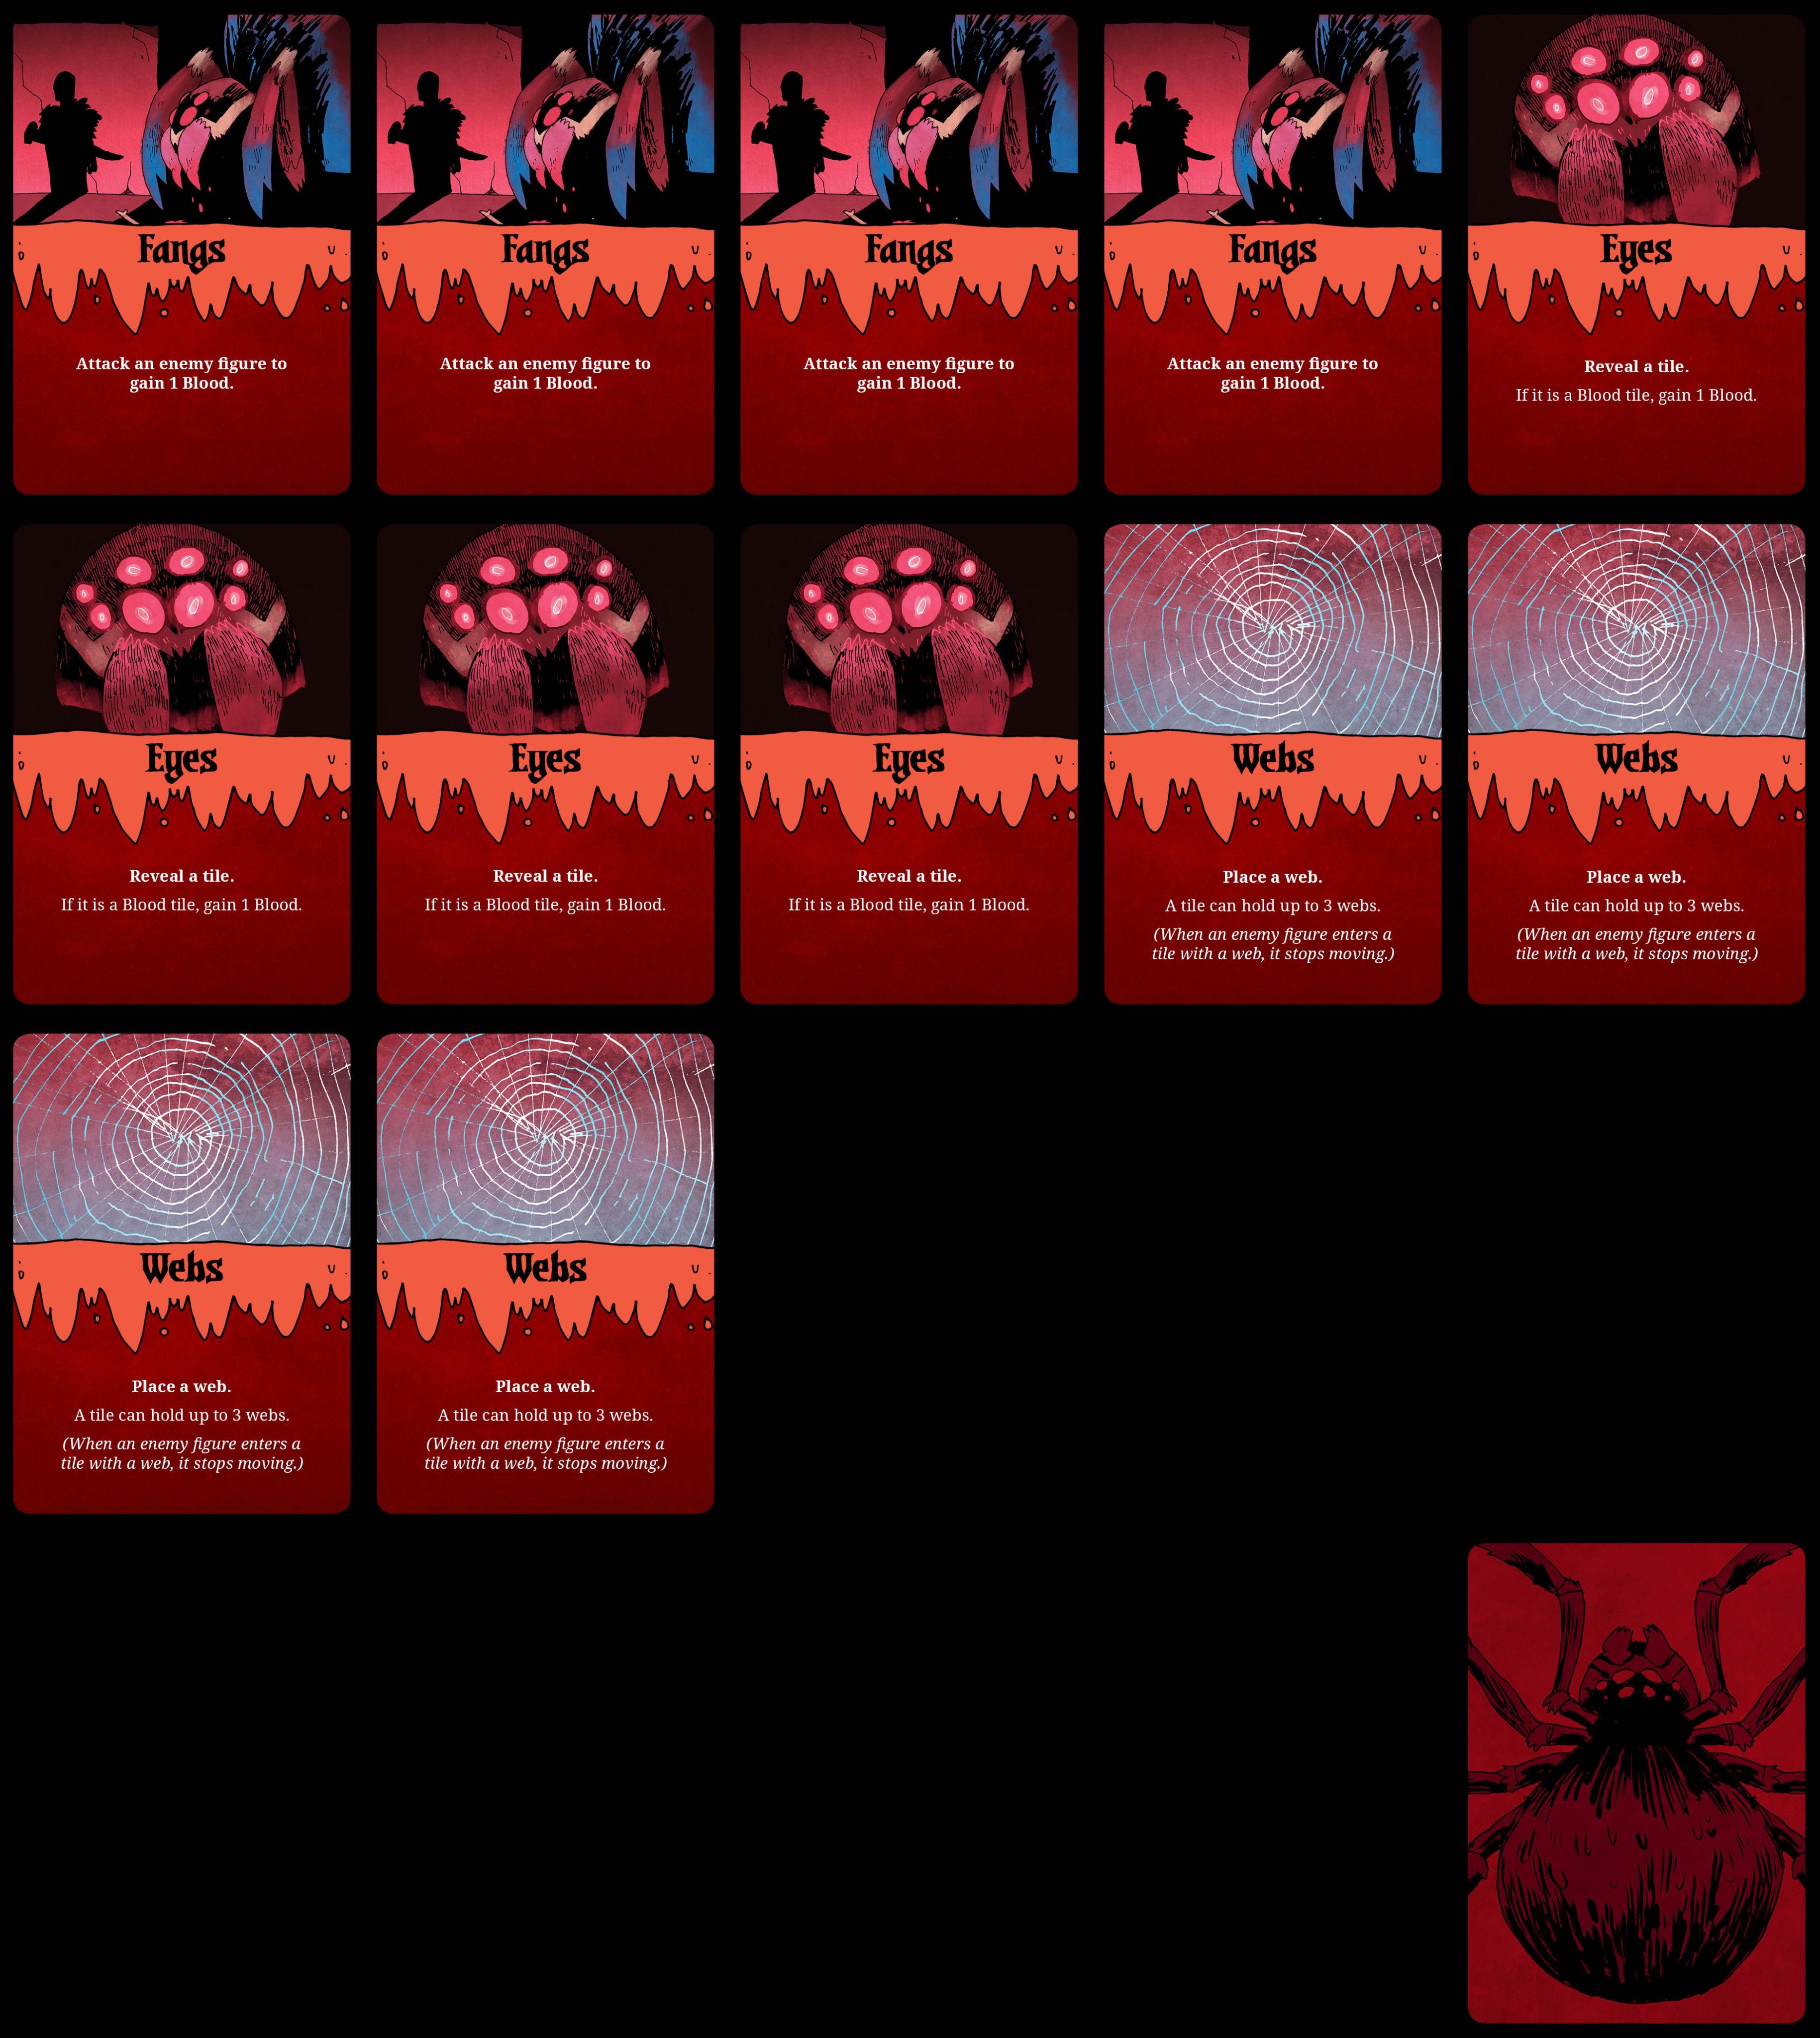 Fangs
Attack an enemy figure to
gain 1 Blood.
Fangs
Attack an enemy figure to
gain 1 Blood.
Fangs
Attack an enemy figure to
gain 1 Blood.
Fangs
Attack an enemy figure to
gain 1 Blood.
Eyes
Reveal a tile.
If it is a Blood tile, gain 1 Blood.
Eyes
Reveal a tile.
If it is a Blood tile, gain 1 Blood.
Eyes
Reveal a tile.
If it is a Blood tile, gain 1 Blood.
Eyes
Reveal a tile.
If it is a Blood tile, gain 1 Blood.
Webs
Place a web.
A tile can hold up to 3 webs.
(When an enemy figure enters a
tile with a web, it stops moving.)
Webs
Place a web.
A tile can hold up to 3 webs.
(When an enemy figure enters a
tile with a web, it stops moving.)
Webs
Place a web.
A tile can hold up to 3 webs.
(When an enemy figure enters a
tile with a web, it stops moving.)
Webs
Place a web.
A tile can hold up to 3 webs.
(When an enemy figure enters a
tile with a web, it stops moving.)